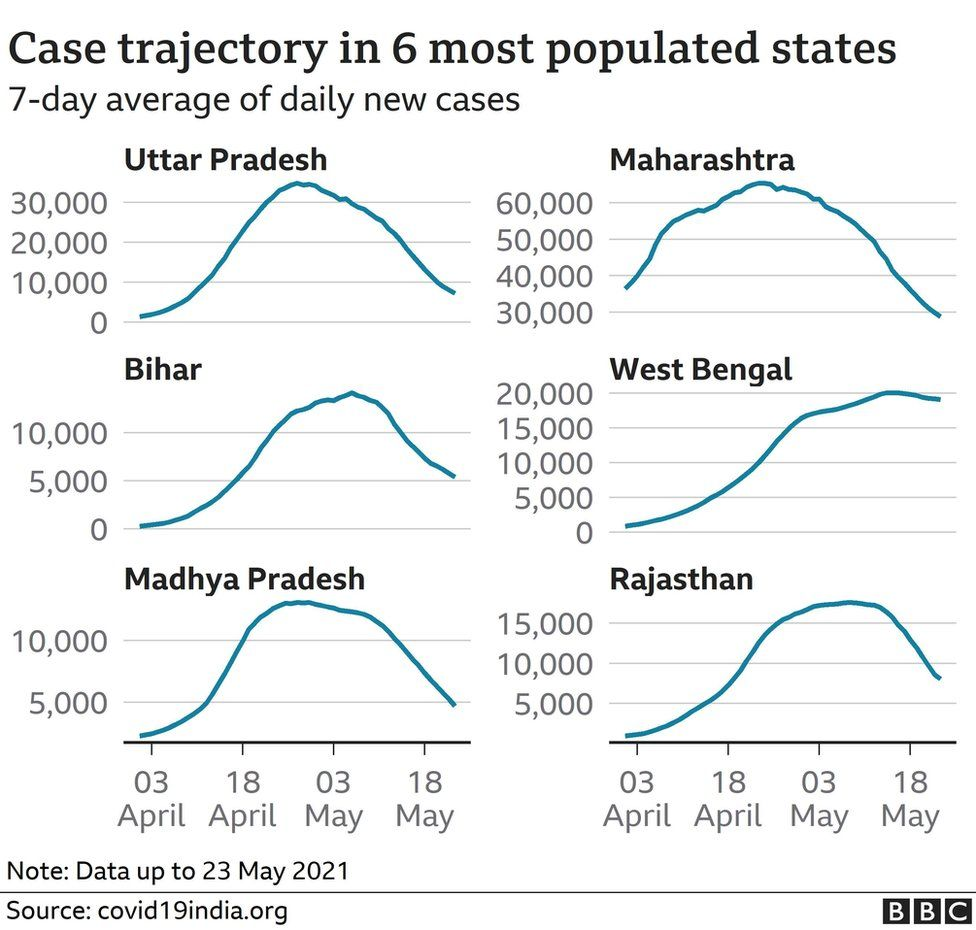 Case trajectory in 6 most populated states
7-day average of daily new cases
Uttar Pradesh
30,000
20,000
10,000
0
Maharashtra
60,000
50,000
40,000
30,000
Bihar
10,000
5,000
0
West Bengal
20,000
15,000
10,000
5,000
0
Madhya Pradesh
10,000
5,000
Rajasthan
15,000
10,000
5,000
03 18 03 18
April April May May
03 18 03 18
April April May May
Note: Data up to 23 May 2021
Source: covid19india.org
BBC